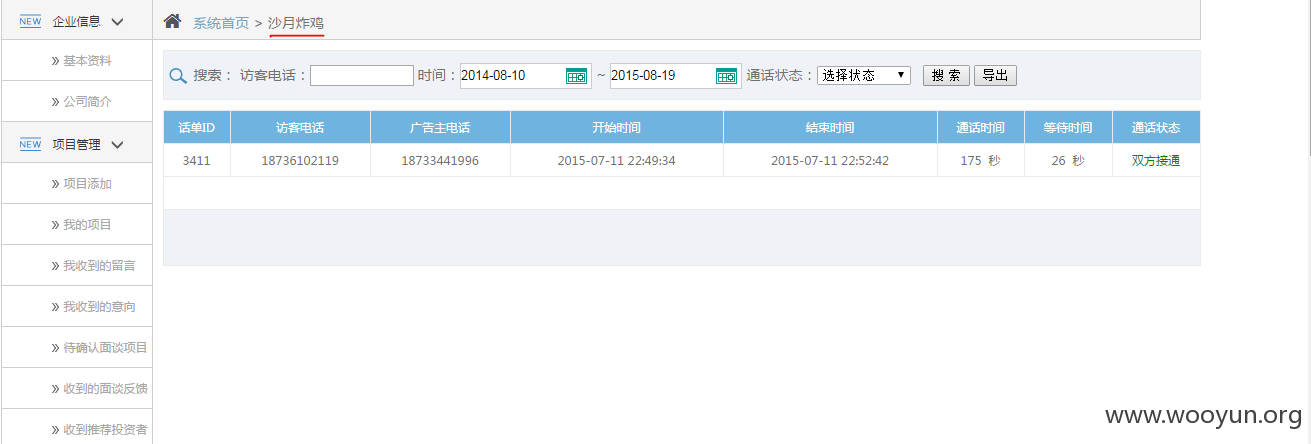 NEW 企业信息
» 基本资料
» 公司简介
NEW 项目管理
» 项目添加
» 我的项目
» 我收到的留言
» 我收到的意向
» 待确认面谈项目
» 收到的面谈反馈
» 收到推荐投资者
系统首页 > 沙月炸鸡
搜索： 访客电话： 时间：2014-08-10 ~ 2015-08-19 通话状态：选择状态 搜 索 导出
话单ID 访客电话 广告主电话 开始时间 结束时间 通话时间 等待时间 通话状态
3411 18736102119 18733441996 2015-07-11 22:49:34 2015-07-11 22:52:42 175 秒 26 秒 双方接通
www.wooyun.org